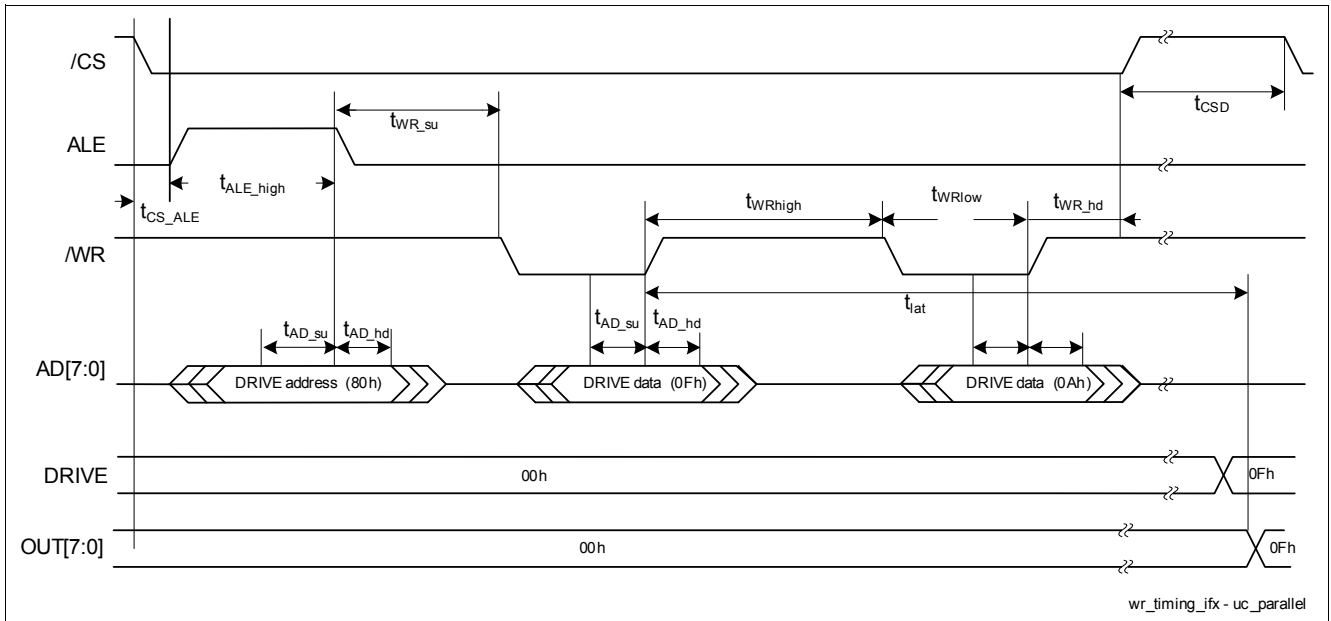 /CS
tCSD
tWR_su
ALE
tALE_high
tCS_ALE
tWRhigh
tWRlow
tWR_hd
/WR
tlat
tAD_su tAD_hd
tAD_su tAD_hd
AD[7:0]
DRIVE address (80h)
DRIVE data (0Fh)
DRIVE data (0Ah)
DRIVE
00h
0Fh
OUT[7:0]
00h
0Fh
wr_timing_ifx - uc_parallel